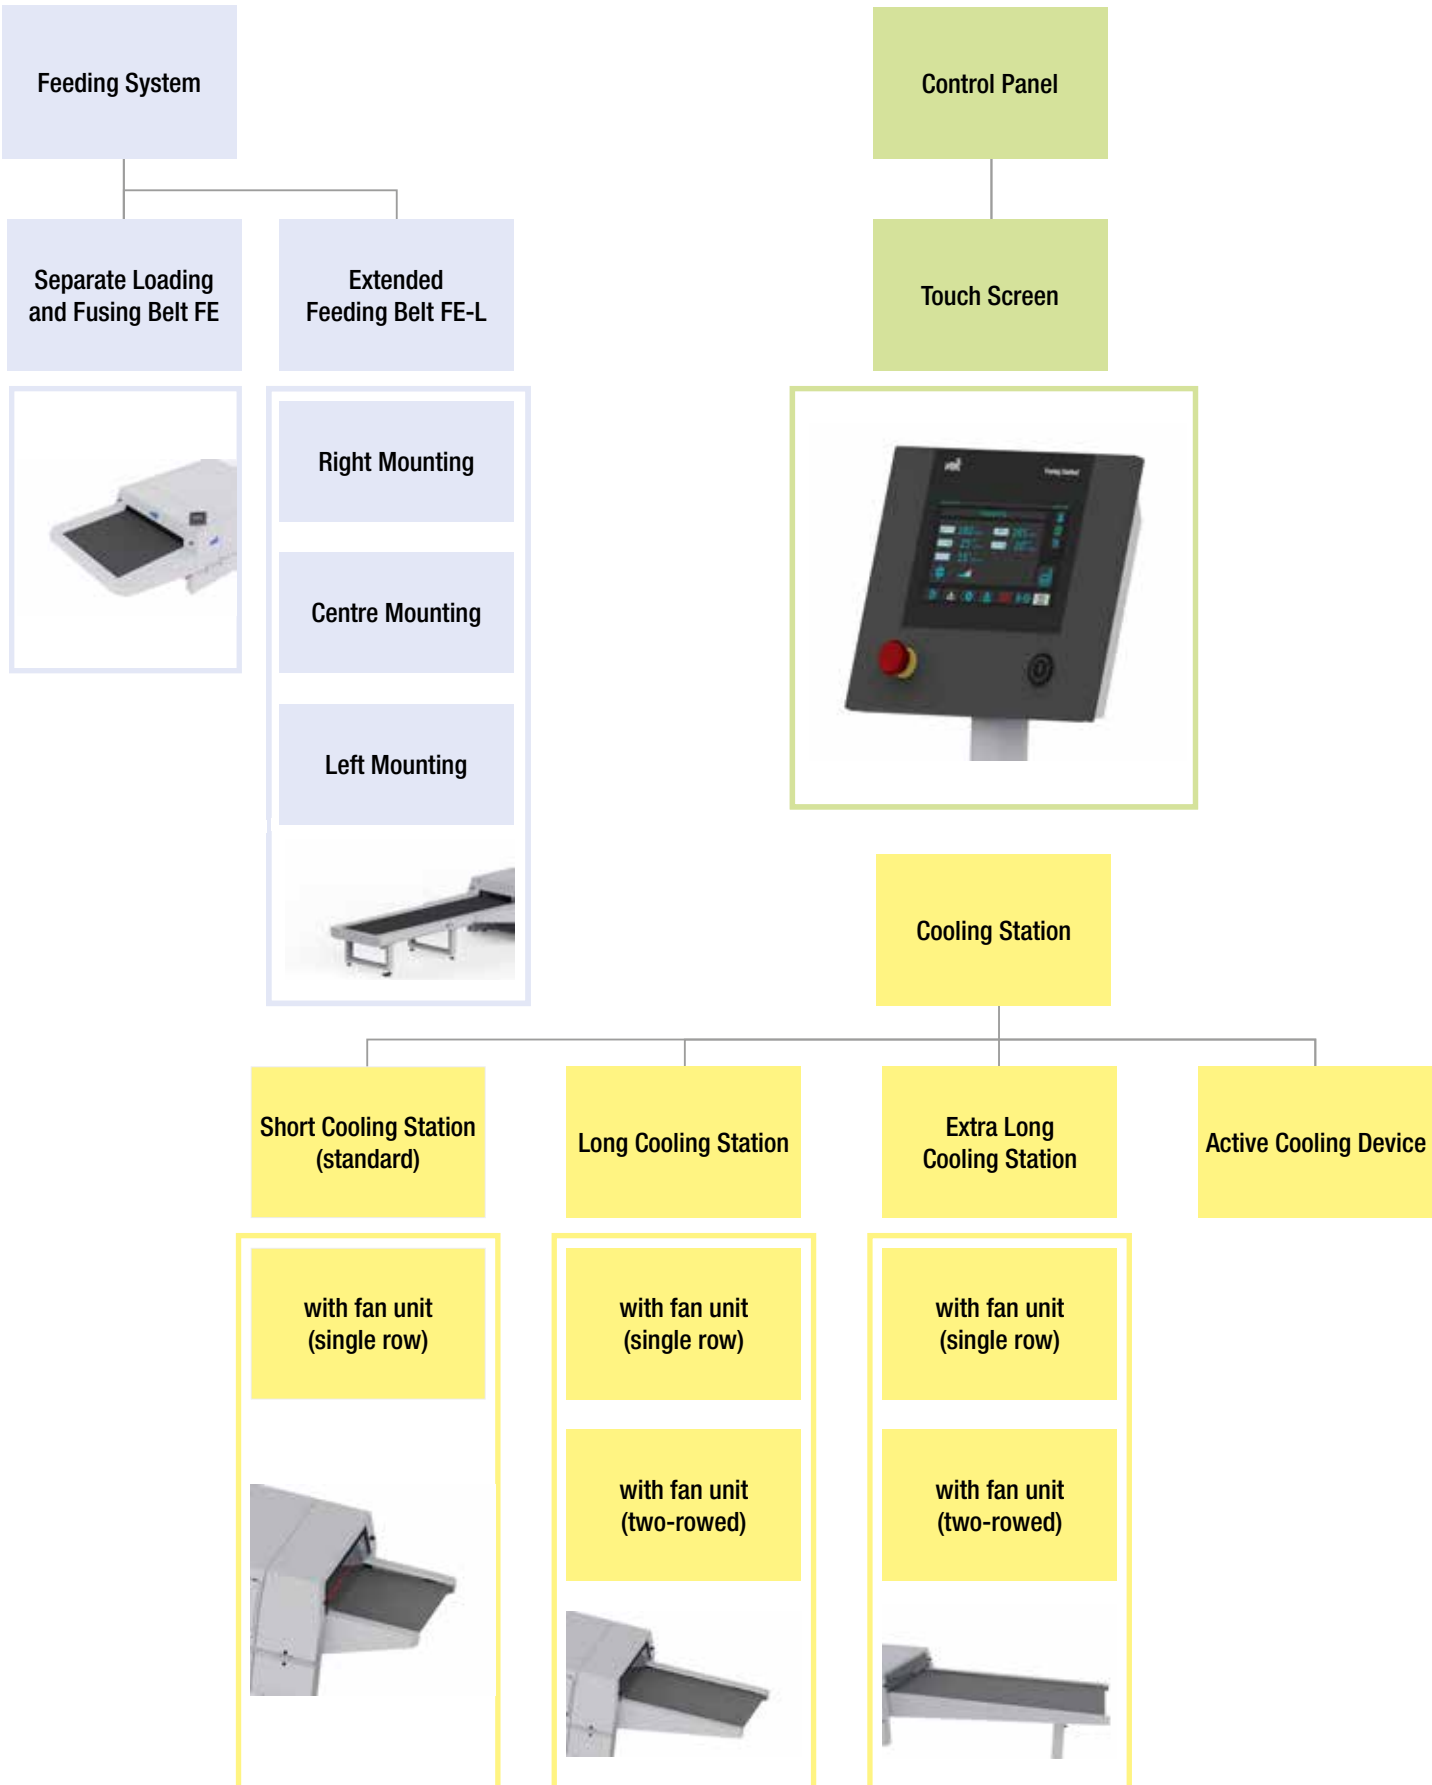 Feeding System
Control Panel
Separate Loading
and Fusing Belt FE
Extended
Feeding Belt FE-L
Touch Screen
Right Mounting
Centre Mounting
Left Mounting
Cooling Station
Short Cooling Station
(standard)
Long Cooling Station
Extra Long
Cooling Station
Active Cooling Device
with fan unit
(single row)
with fan unit
(single row)
with fan unit
(single row)
with fan unit
(two-rowed)
with fan unit
(two-rowed)